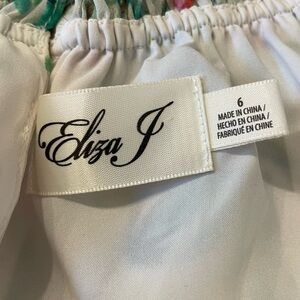 Eliza J
6
MADE IN CHINA /
HECHO EN CHINA /
FABRIQUÉ EN CHINE